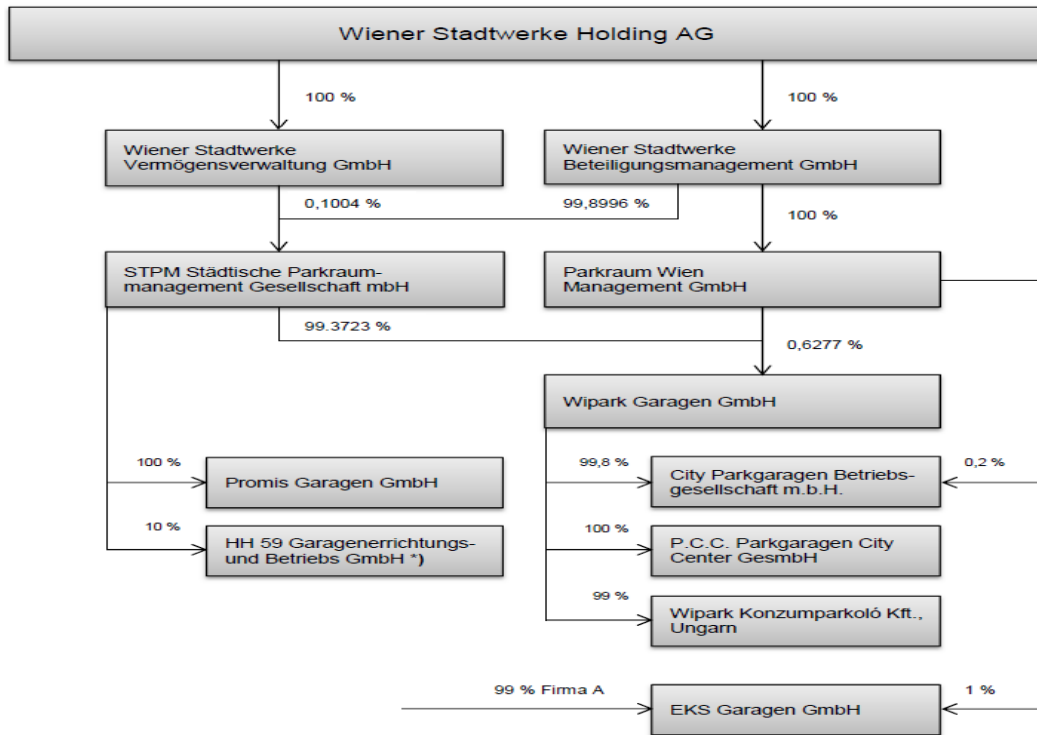 Wiener Stadtwerke Holding AG
100 %
100 %
Wiener Stadtwerke
Vermögensverwaltung GmbH
Wiener Stadtwerke
Beteiligungsmanagement GmbH
0,1004 %
99,8996 %
100 %
STPM Städtische Parkraum-
management Gesellschaft mbH
Parkraum Wien
Management GmbH
99.3723 %
0,6277 %
Wipark Garagen GmbH
100 %
Promis Garagen GmbH
99,8 %
City Parkgaragen Betriebs-
gesellschaft m.b.H.
0,2 %
10 %
HH 59 Garagenerrichtungs-
und Betriebs GmbH *)
100 %
P.C.C. Parkgaragen City
Center GesmbH
99 %
Wipark Konzumparkoló Kft.,
Ungarn
99 % Firma A
EKS Garagen GmbH
1 %